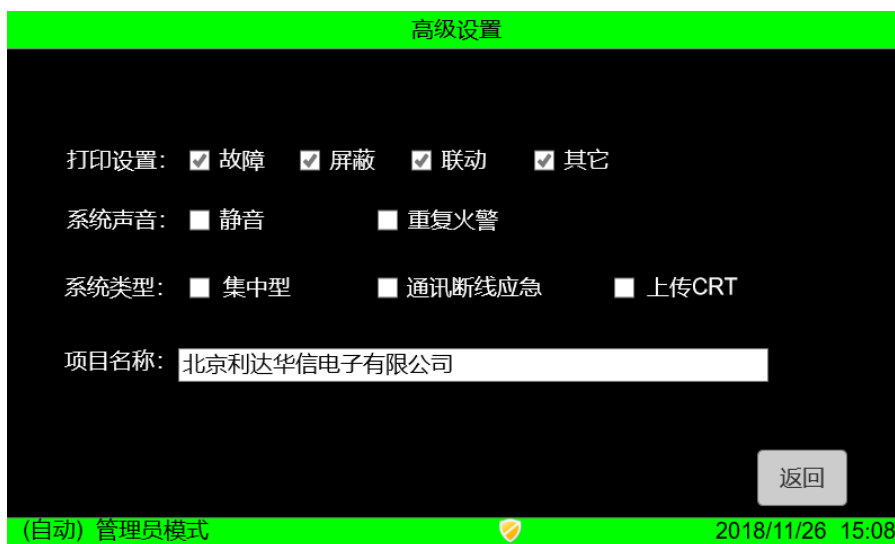 高级设置
打印设置: 故障 屏蔽 联动 其它
系统声音: 静音 重复火警
系统类型: 集中型 通讯断线应急 上传CRT
项目名称: 北京利达华信电子有限公司
返回
(自动) 管理员模式 2018/11/26 15:08